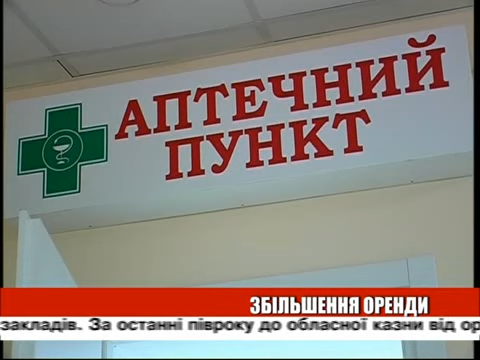 АПТЕЧНИЙ
ПУНКТ
ЗБІЛЬШЕННЯ ОРЕНДИ
закладів. За останні півроку до обласної казни від ор